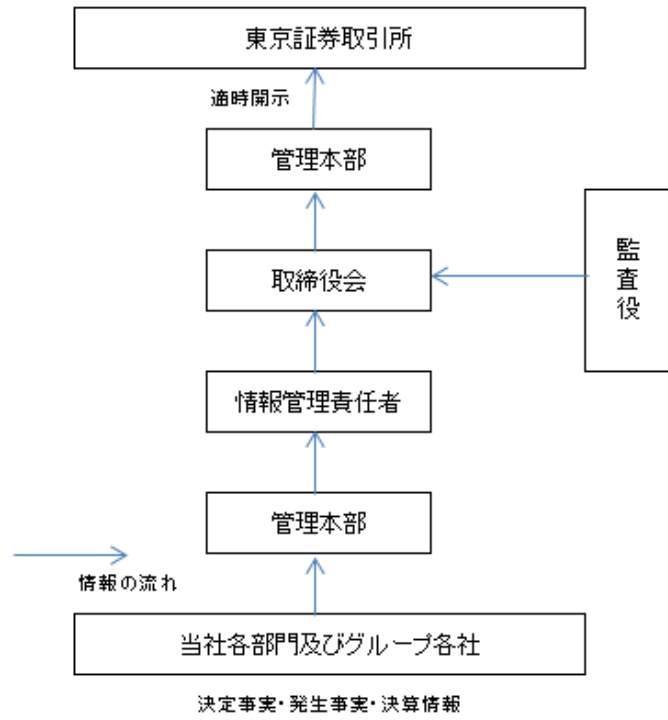 東京証券取引所
適時開示
管理本部
取締役会
監査役
情報管理責任者
管理本部
情報の流れ
当社各部門及びグループ各社
決定事実・発生事実・決算情報